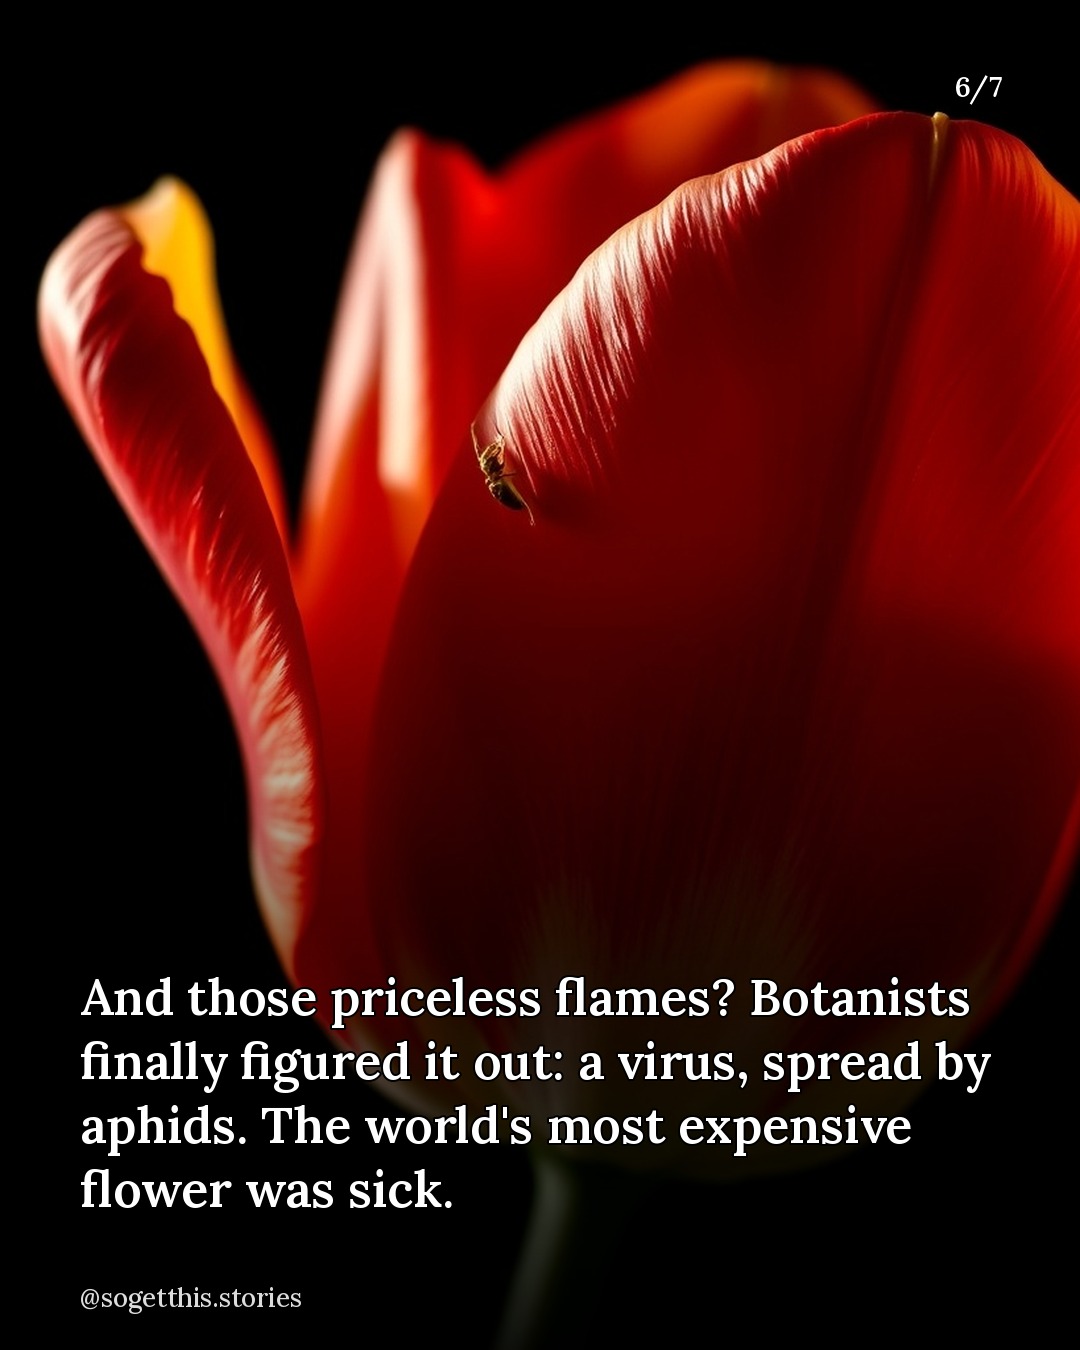 6/7
And those priceless flames? Botanists
finally figured it out: a virus, spread by
aphids. The world's most expensive
flower was sick.
@sogetthis.stories